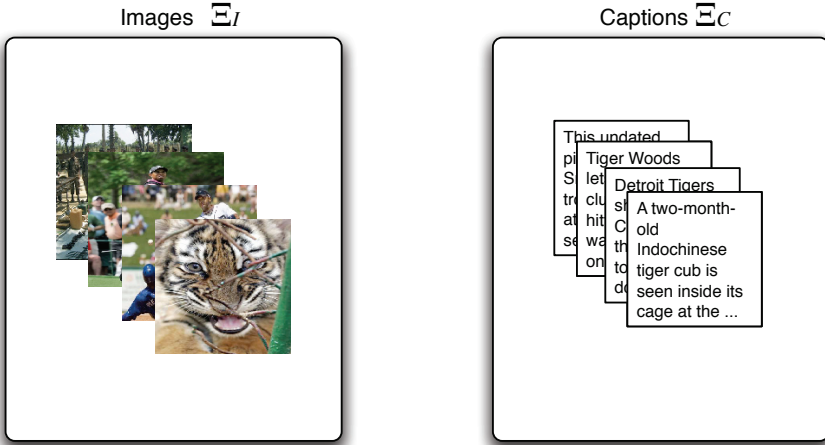 Images Ξ_I
Captions Ξ_C
This undated
Tiger Woods
Detroit Tigers
A two-month-
old
Indochinese
tiger cub is
seen inside its
cage at the ...